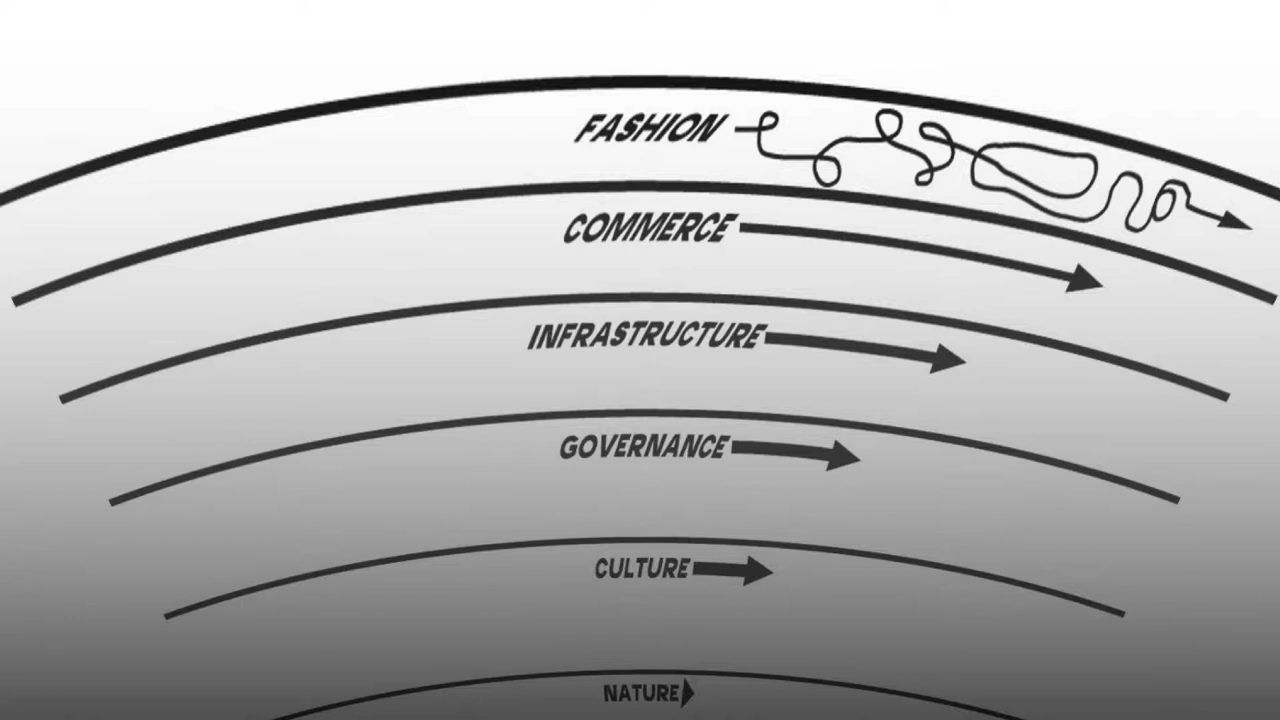 FASHION
COMMERCE
INFRASTRUCTURE
GOVERNANCE
CULTURE
NATURE